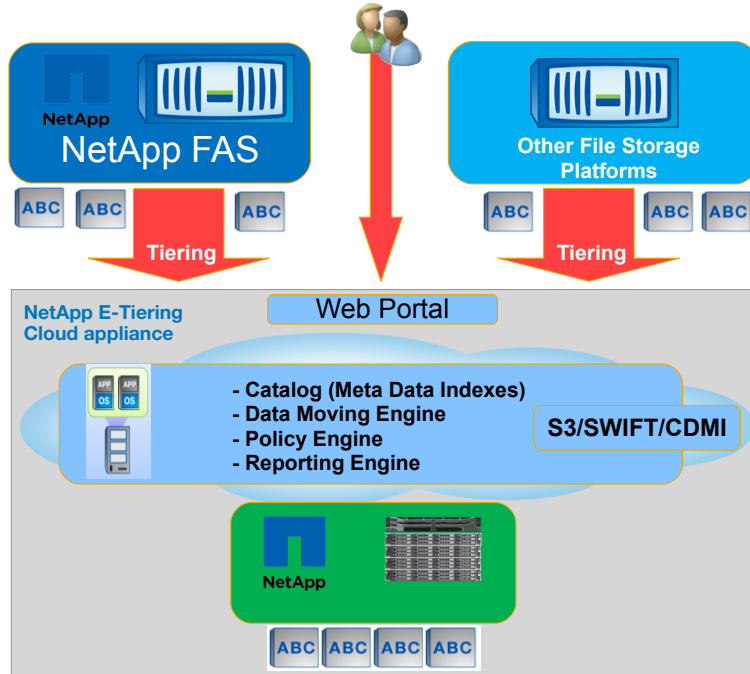 NetApp
NetApp FAS
Other File Storage
Platforms
ABC
ABC
ABC
ABC
ABC
ABC
Tiering
Tiering
NetApp E-Tiering
Cloud appliance
Web Portal
APP
APP
OS
OS
- Catalog (Meta Data Indexes)
- Data Moving Engine
- Policy Engine
- Reporting Engine
S3/SWIFT/CDMI
NetApp
ABC
ABC
ABC
ABC